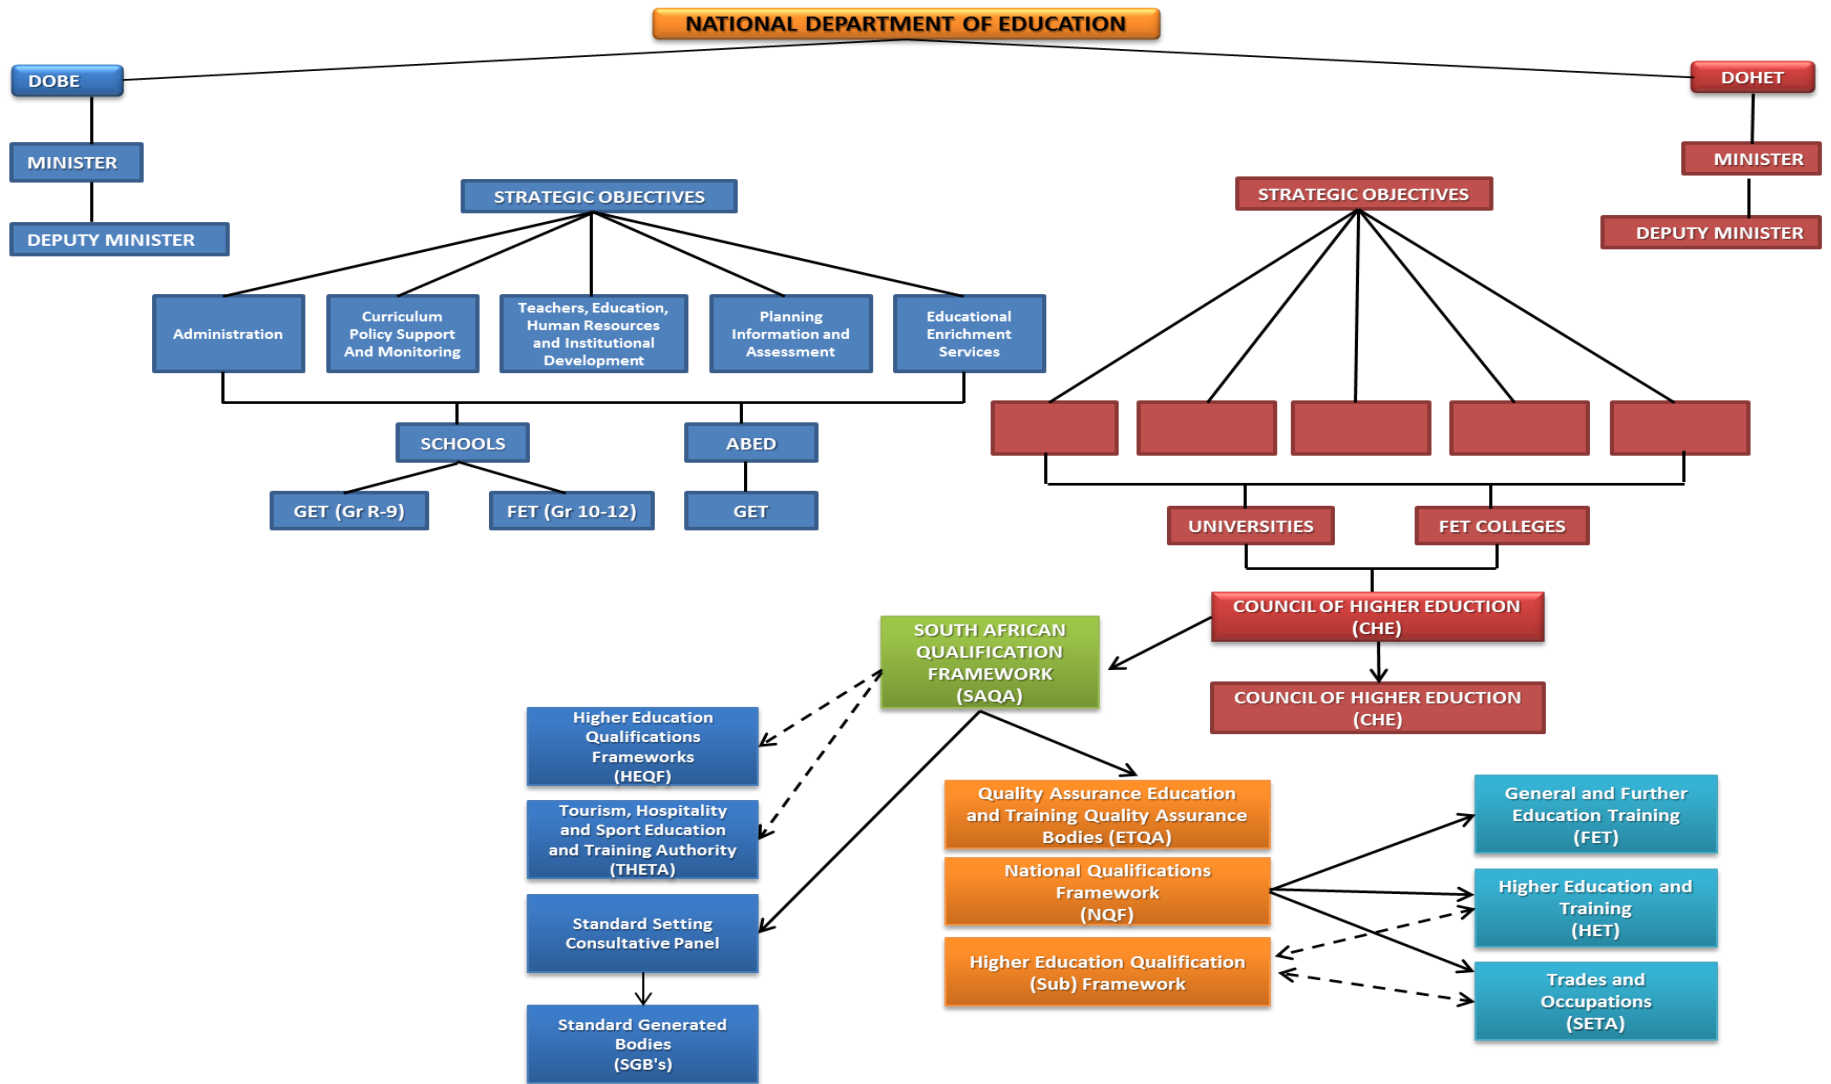 NATIONAL DEPARTMENT OF EDUCATION
DOBE
DOHET
MINISTER
MINISTER
DEPUTY MINISTER
DEPUTY MINISTER
STRATEGIC OBJECTIVES
STRATEGIC OBJECTIVES
Administration
Curriculum
Policy Support
And Monitoring
Teachers, Education,
Human Resources
and Institutional
Development
Planning
Information and
Assessment
Educational
Enrichment
Services
SCHOOLS
ABED
GET (Gr R-9)
FET (Gr 10-12)
GET
UNIVERSITIES
FET COLLEGES
COUNCIL OF HIGHER EDUCTION
(CHE)
COUNCIL OF HIGHER EDUCTION
(CHE)
SOUTH AFRICAN
QUALIFICATION
FRAMEWORK
(SAQA)
Higher Education
Qualifications
Frameworks
(HEQF)
Tourism, Hospitality
and Sport Education
and Training Authority
(THETA)
Standard Setting
Consultative Panel
Standard Generated
Bodies
(SGB's)
Quality Assurance Education
and Training Quality Assurance
Bodies (ETQA)
National Qualifications
Framework
(NQF)
Higher Education Qualification
(Sub) Framework
General and Further
Education Training
(FET)
Higher Education and
Training
(HET)
Trades and
Occupations
(SETA)